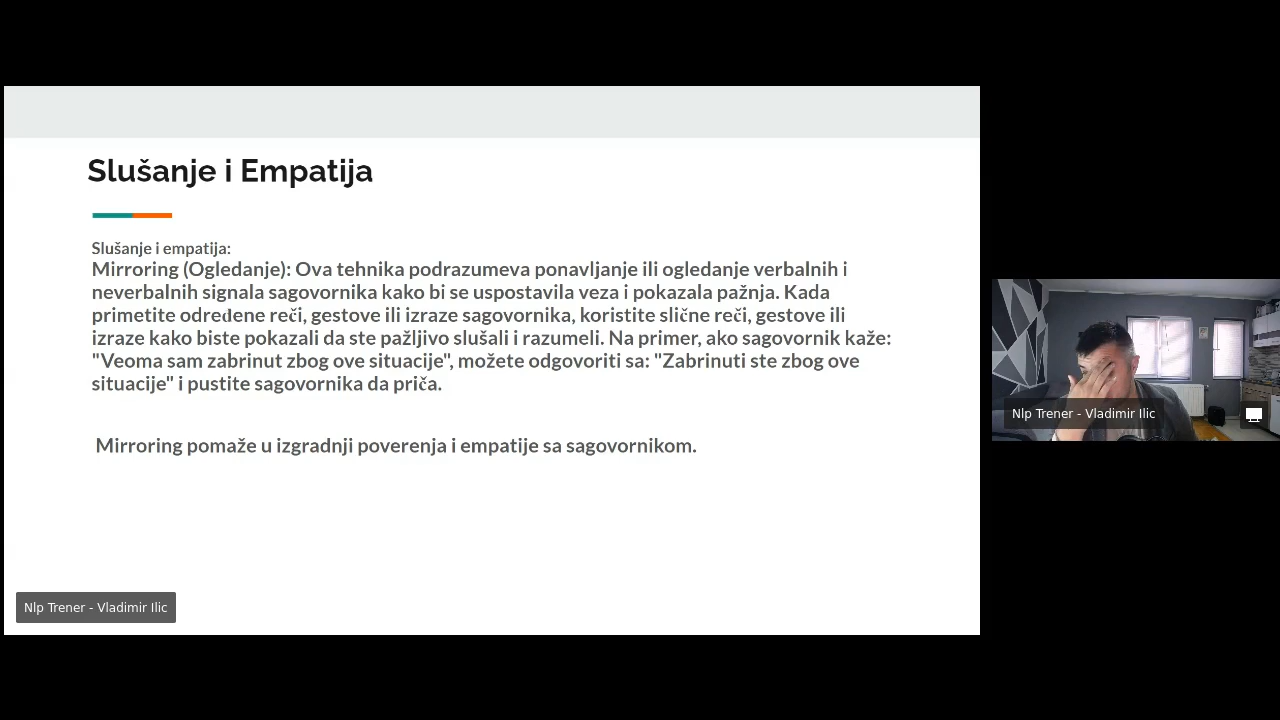 Slušanje i Empatija
Slušanje i empatija:
Mirroring (Ogledanje): Ova tehnika podrazumeva ponavljanje ili ogledanje verbalnih i
neverbalnih signala sagovornika kako bi se uspostavila veza i pokazala pažnja. Kada
primetite određene reči, gestove ili izraze sagovornika, koristite slične reči, gestove ili
izraze kako biste pokazali da ste pažljivo slušali i razumeli. Na primer, ako sagovornik kaže:
"Veoma sam zabrinut zbog ove situacije", možete odgovoriti sa: "Zabrinuti ste zbog ove
situacije" i pustite sagovornika da priča.
Mirroring pomaže u izgradnji poverenja i empatije sa sagovornikom.
Nlp Trener - Vladimir Ilic
Nlp Trener - Vladimir Ilic